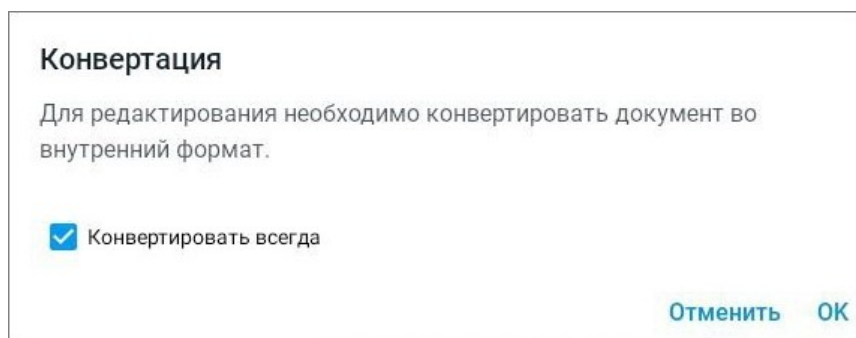 Конвертация
Для редактирования необходимо конвертировать документ во
внутренний формат.
Конвертировать всегда
Отменить OK